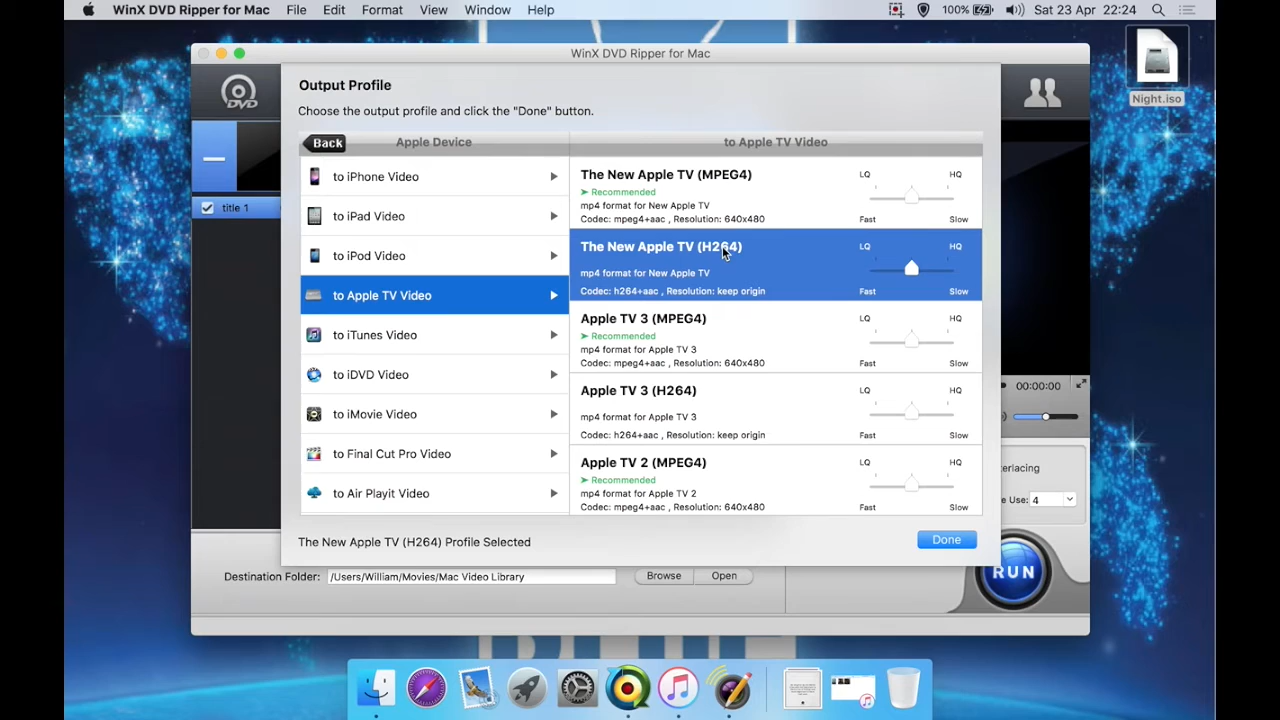 WinX DVD Ripper for Mac File Edit Format View Window Help 100% Sat 23 Apr 22:24
WinX DVD Ripper for Mac
Night.iso
DVD
title 1
Output Profile
Choose the output profile and click the "Done" button.
Back Apple Device
to iPhone Video
to iPad Video
to iPod Video
to Apple TV Video
to iTunes Video
to iDVD Video
to iMovie Video
to Final Cut Pro Video
to Air Playit Video
to Apple TV Video
The New Apple TV (MPEG4) LQ HQ
➤ Recommended
mp4 format for New Apple TV
Codec: mpeg4+aac , Resolution: 640x480 Fast Slow
The New Apple TV (H264) LQ HQ
mp4 format for New Apple TV
Codec: h264+aac , Resolution: keep origin Fast Slow
Apple TV 3 (MPEG4) LQ HQ
➤ Recommended
mp4 format for Apple TV 3
Codec: mpeg4+aac , Resolution: 640x480 Fast Slow
Apple TV 3 (H264) LQ HQ
mp4 format for Apple TV 3
Codec: h264+aac , Resolution: keep origin Fast Slow
Apple TV 2 (MPEG4) LQ HQ
➤ Recommended
mp4 format for Apple TV 2
Codec: mpeg4+aac , Resolution: 640x480 Fast Slow
The New Apple TV (H264) Profile Selected Done
00:00:00
Use: 4
RUN
Destination Folder: /Users/William/Movies/Mac Video Library Browse Open